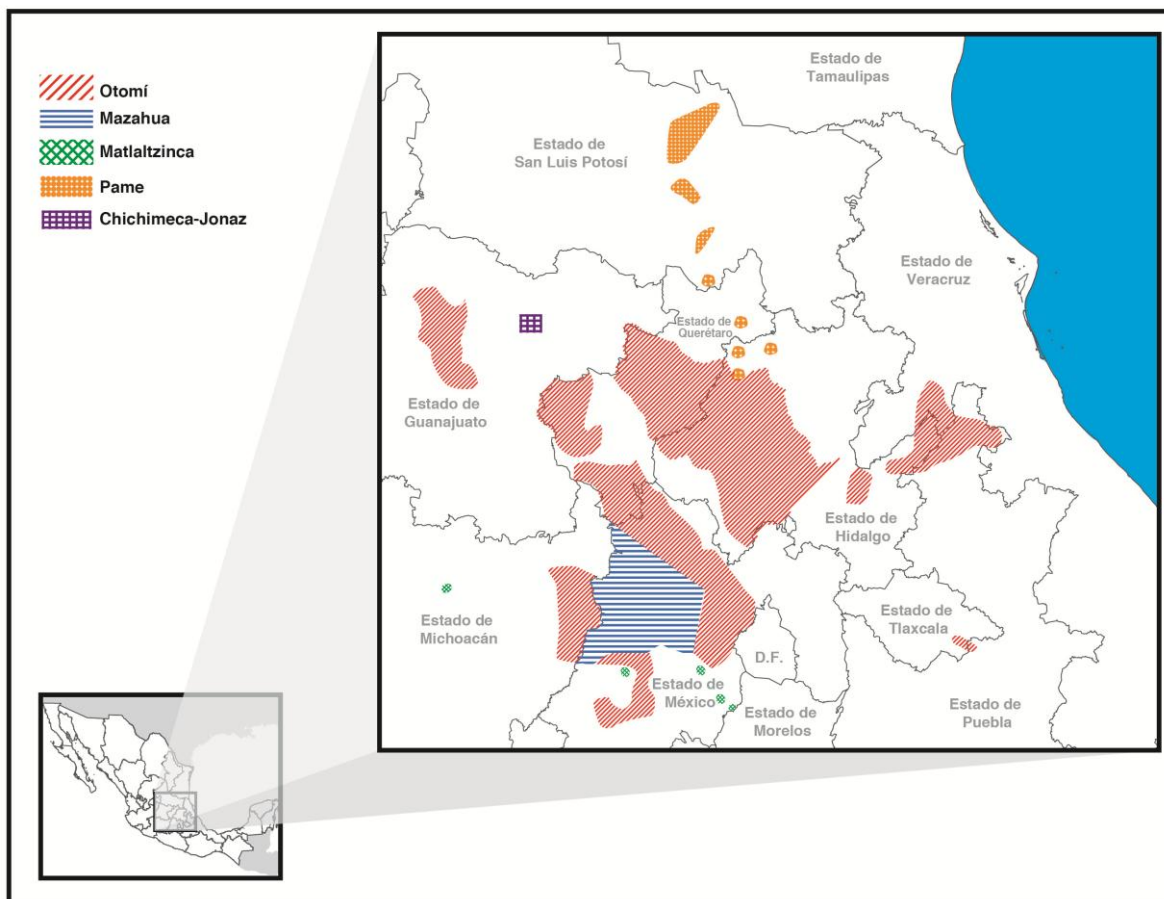 Otomí
Mazahua
Matlaltzinca
Pame
Chichimeca-Jonaz
Estado de
Tamaulipas
Estado de
San Luis Potosí
Estado de
Veracruz
Estado de
Querétaro
Estado de
Guanajuato
Estado de
Hidalgo
Estado de
Michoacán
Estado de
Tlaxcala
D.F.
Estado de
México
Estado de
Morelos
Estado de
Puebla